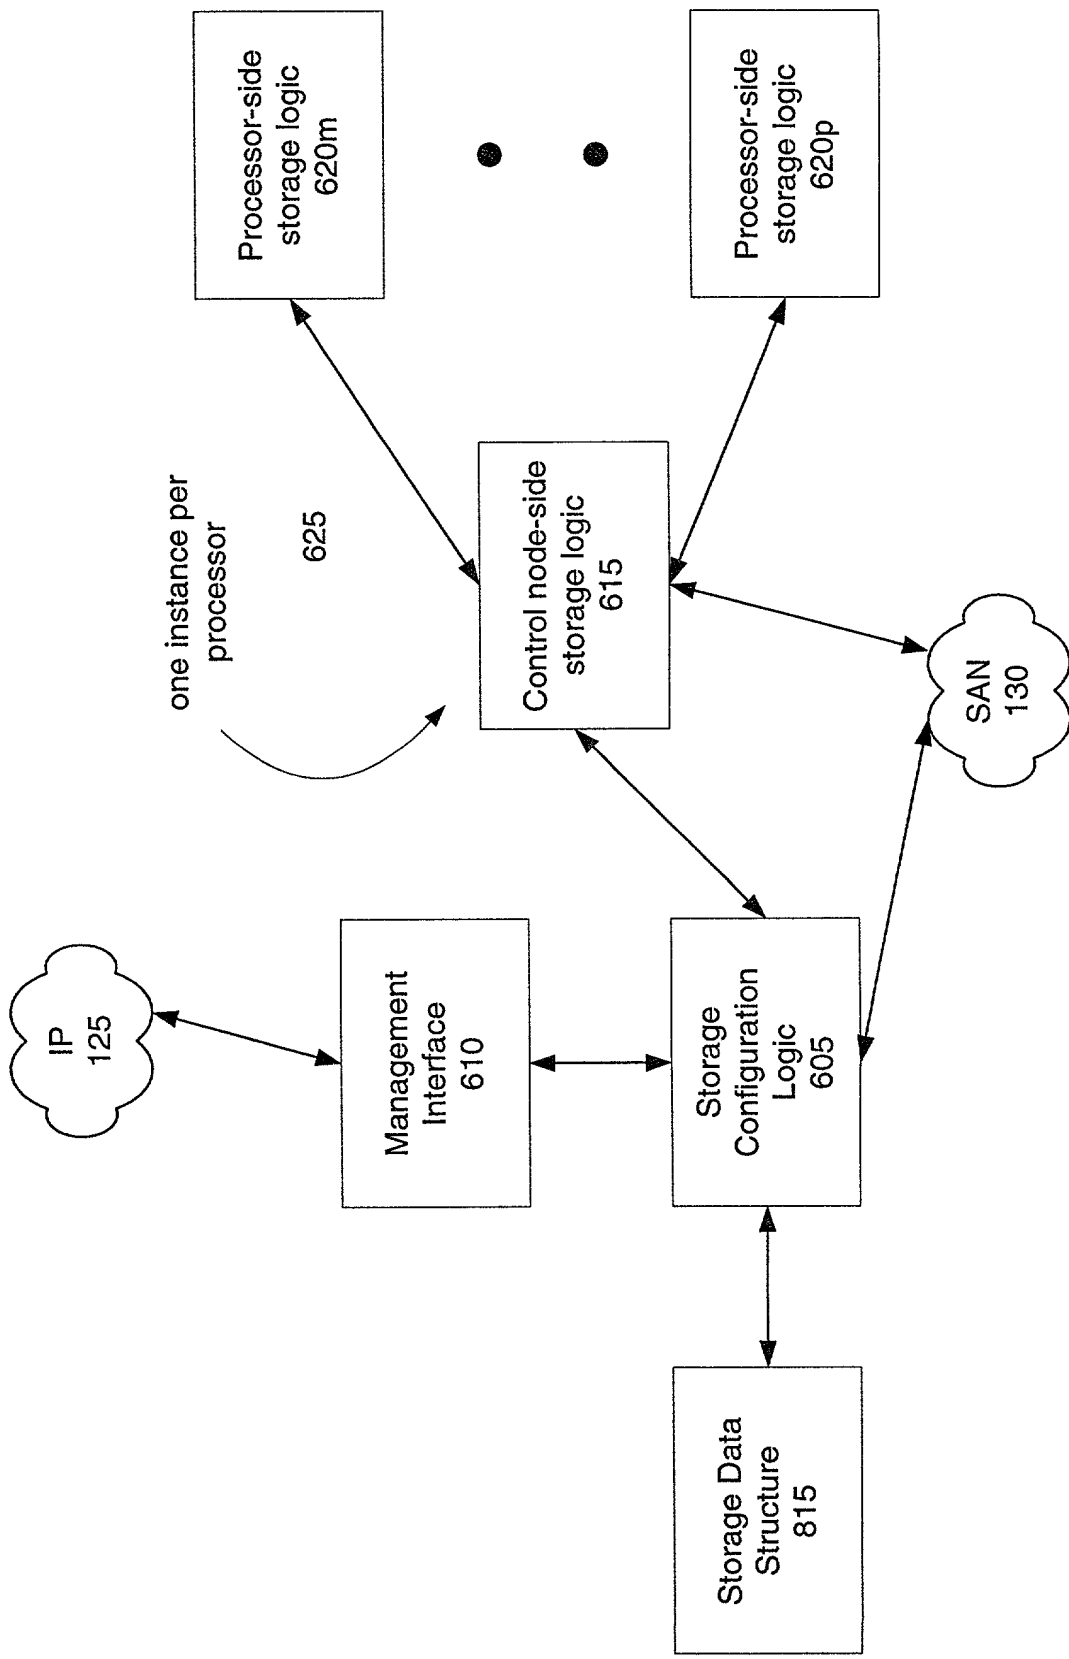 IP
125
Management
Interface
610
Storage Data
Structure
815
Storage
Configuration
Logic
605
one instance per
processor
625
Control node-side
storage logic
615
SAN
130
Processor-side
storage logic
620m
Processor-side
storage logic
620p